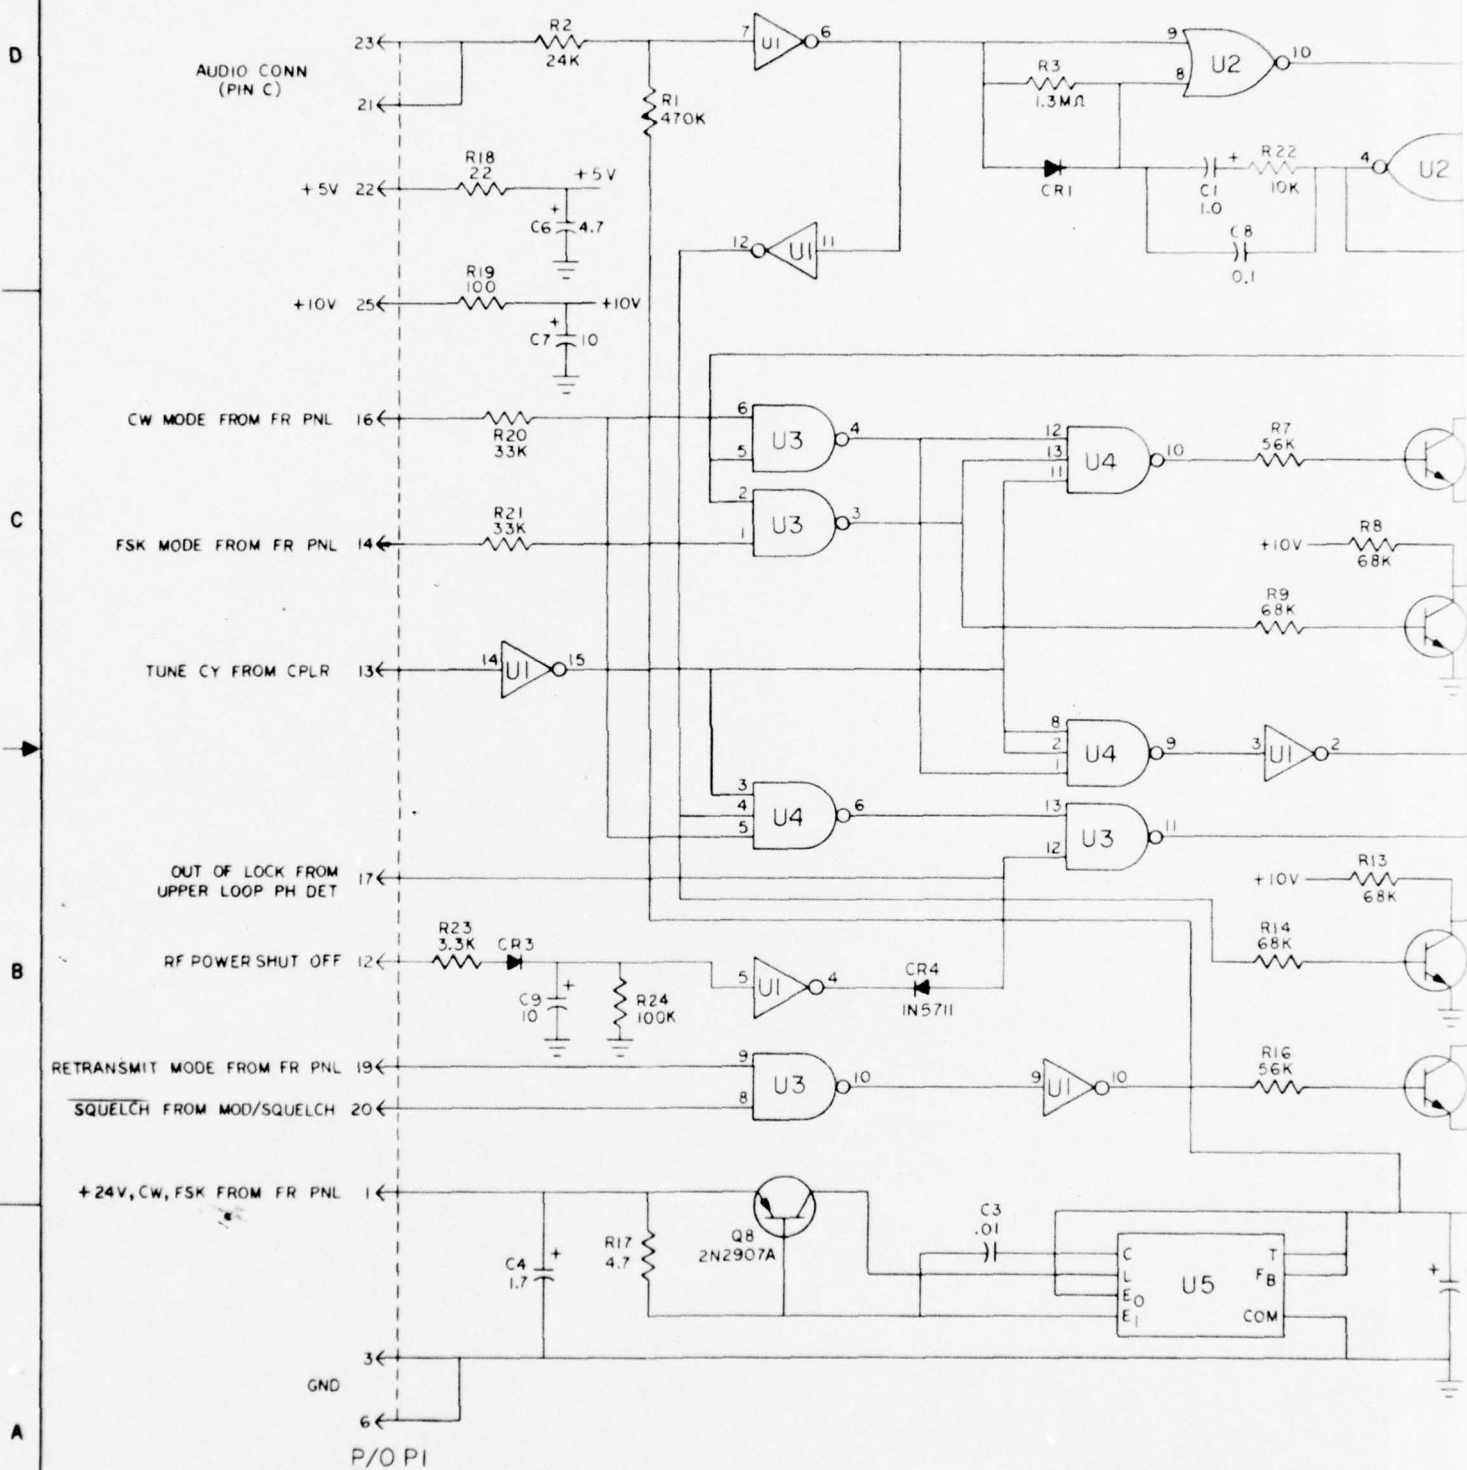 D
AUDIO CONN
(PIN C)
23
21
R2
24K
R1
470K
7
U1
6
R3
1.3MΩ
9
8
U2
10
CR1
+
C1
1.0
R22
10K
C8
0.1
4
U2
+5V 22
R18
22
+5V
+
C6 4.7
12
U1
11
+10V 25
R19
100
+10V
+
C7 10
CW MODE FROM FR PNL 16
R20
33K
6
5
U3
4
2
1
U3
3
12
13
11
U4
10
R7
56K
C
R21
33K
FSK MODE FROM FR PNL 14
+10V
R8
68K
R9
68K
TUNE CY FROM CPLR 13
14
U1
15
8
2
1
U4
9
3
U1
2
3
4
5
U4
6
13
12
U3
11
OUT OF LOCK FROM
UPPER LOOP PH DET
17
+10V
R13
68K
R14
68K
B
RF POWER SHUT OFF 12
R23
3.3K
CR3
+
C9
10
R24
100K
5
U1
4
CR4
IN5711
RETRANSMIT MODE FROM FR PNL 19
SQUELCH FROM MOD/SQUELCH 20
9
8
U3
10
9
U1
10
R16
56K
+24V, CW, FSK FROM FR PNL 1
+
C4
1.7
R17
4.7
Q8
2N2907A
C3
.01
C
L
EO
EI
U5
T
FB
COM
+
3
GND
6
A
P/O P1